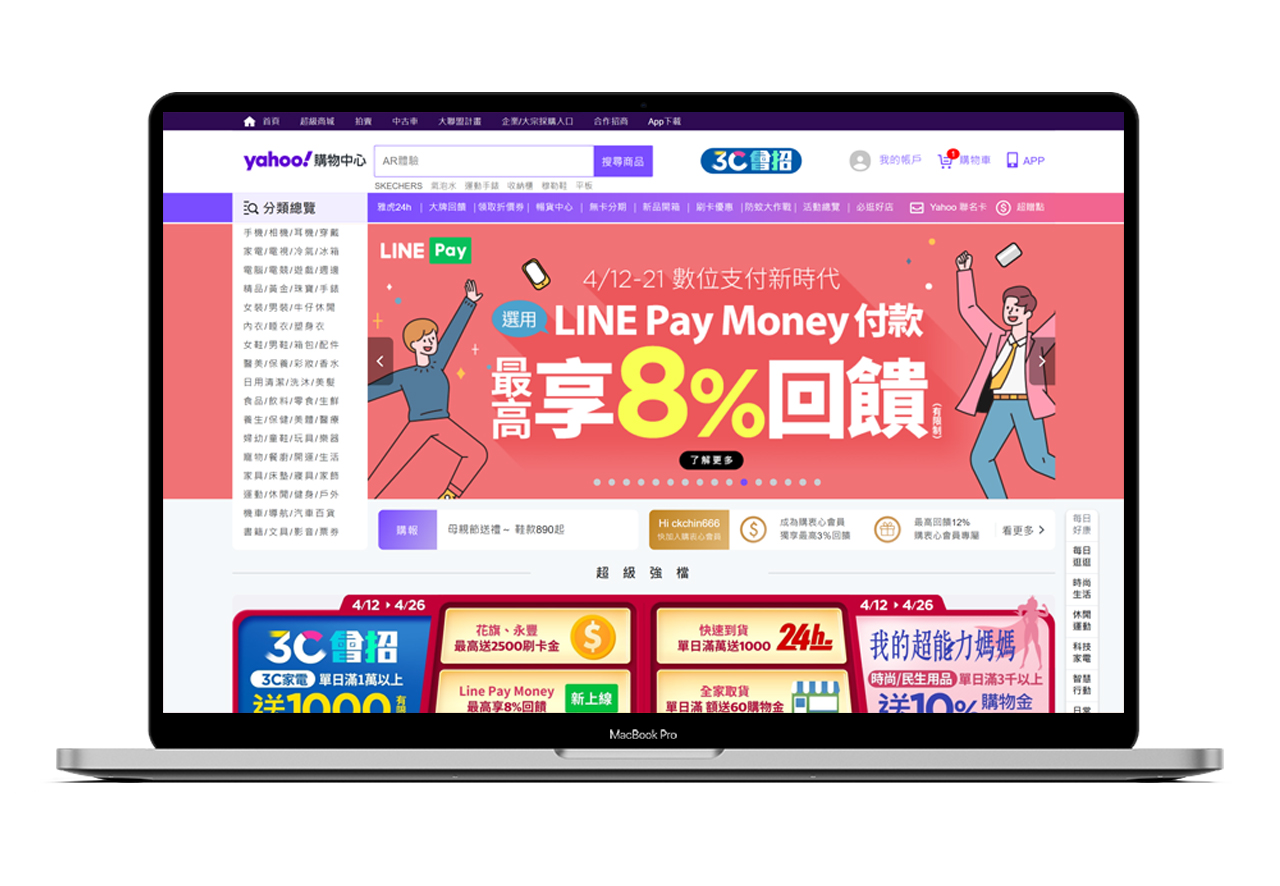 首頁 超級商城 拍賣 中古車 大聯盟計畫 企業/大宗採購入口 合作招商 App下載
yahoo! 購物中心 AR體驗 搜尋商品 3C會招 我的帳戶 1 購物車 APP
SKECHERS 氣泡水 運動手錶 收納櫃 穆勒鞋 平板
分類總覽 雅虎24h | 大牌回饋 | 領取折價券 | 暢貨中心 | 無卡分期 | 新品開箱 | 刷卡優惠 | 防蚊大作戰 | 活動總覽 | 必逛好店 Yahoo 聯名卡 $ 超贈點
手機/相機/耳機/穿戴
家電/電視/冷氣/冰箱
電腦/電競/遊戲/週邊
精品/黃金/珠寶/手錶
女裝/男裝/牛仔休閒
內衣/睡衣/塑身衣
女鞋/男鞋/箱包/配件
醫美/保養/彩妝/香水
日用清潔/洗沐/美髮
食品/飲料/零食/生鮮
養生/保健/美體/醫療
婦幼/童鞋/玩具/樂器
寵物/餐廚/開運/生活
家具/床墊/寢具/家飾
運動/休閒/健身/戶外
機車/導航/汽車百貨
書籍/文具/影音/票券
LINE Pay
4/12-21 數位支付新時代
選用 LINE Pay Money 付款
最高享8%回饋 (有限制)
了解更多
購報 母親節送禮~ 鞋款890起
Hi ckchin666
快加入購衷心會員
$ 成為購衷心會員
獨享最高3%回饋
最高回饋12%
購衷心會員專屬
看更多
每日
好康
每日
逛逛
時尚
生活
休閒
運動
科技
家電
智慧
行動
日常
超級強檔
4/12 ▸ 4/26
3C會招
3C家電 單日滿1萬以上
送1000
花旗、永豐
最高送2500刷卡金
$
Line Pay Money
最高享8%回饋
新上線
快速到貨
單日滿萬送1000
24h
全家取貨
單日滿額送60購物金
4/12 ▸ 4/26
我的超能力媽媽
時尚/民生用品 單日滿3千以上
送10% 購物金
MacBook Pro